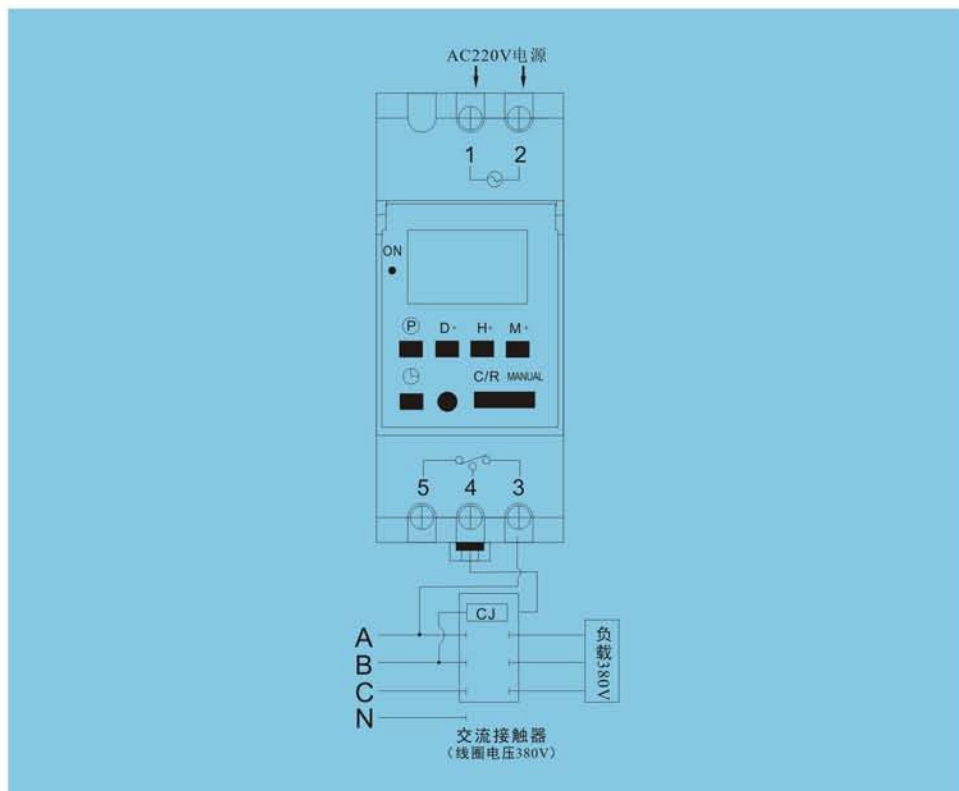 AC220V电源
1 2
ON
P D+ H+ M+
C/R MANUAL
5 4 3
CJ
A
B
C
N
负载380V
交流接触器
（线圈电压380V）